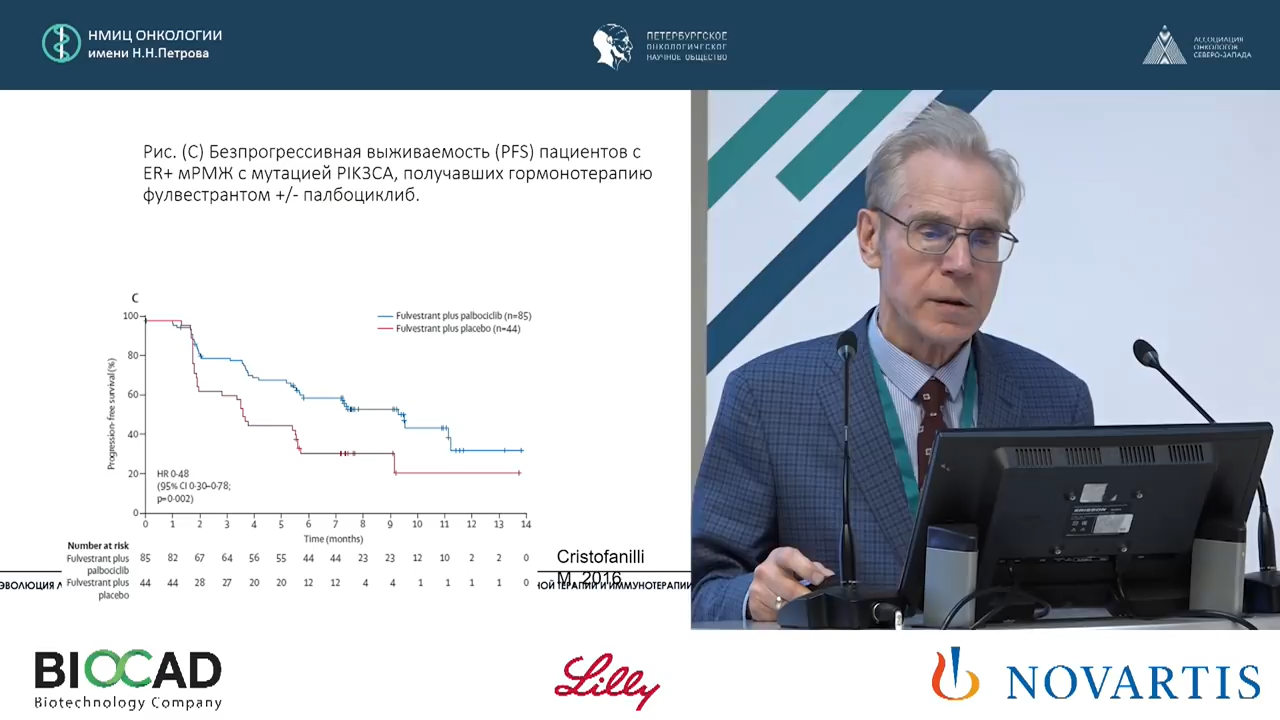 НМИЦ ОНКОЛОГИИ
имени Н.Н.Петрова
ПЕТЕРБУРГСКОЕ
ОНКОЛОГИЧЕСКОЕ
НАУЧНОЕ ОБЩЕСТВО
АССОЦИАЦИЯ
ОНКОЛОГОВ
СЕВЕРО-ЗАПАДА
Рис. (C) Безпрогрессивная выживаемость (PFS) пациентов с
ER+ мРМЖ с мутацией PIK3CA, получавших гормонотерапию
фулвестрантом +/- палбоциклиб.
C
Fulvestrant plus palbociclib (n=85)
Fulvestrant plus placebo (n=44)
Progression-free survival (%)
100
80
60
40
20
0
HR 0·48
(95% CI 0·30–0·78;
p=0·002)
0 1 2 3 4 5 6 7 8 9 10 11 12 13 14
Time (months)
Number at risk
Fulvestrant plus palbociclib 85 82 67 64 56 55 44 44 23 23 12 10 2 2 0
Fulvestrant plus placebo 44 44 28 27 20 20 12 12 4 4 1 1 1 1 0
Cristofanilli
M, 2016
ЭВОЛЮЦИЯ
НОЙ ТЕРАПИИ И ИММУНОТЕРАПИИ
ERISSON
BIOCAD
Biotechnology Company
Lilly
NOVARTIS